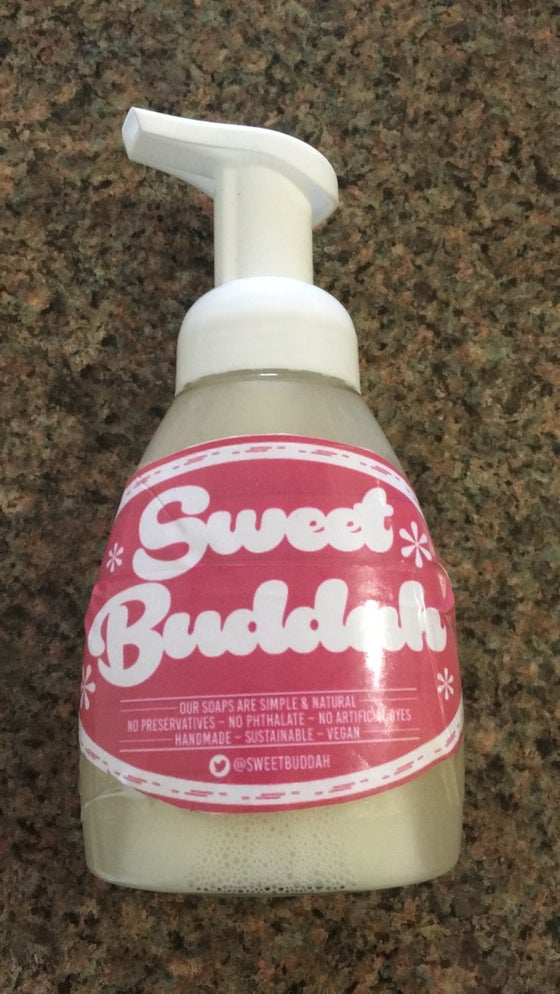 Sweet
Buddah
OUR SOAPS ARE SIMPLE & NATURAL
NO PRESERVATIVES – NO PHTHALATE – NO ARTIFICIAL DYES
HANDMADE – SUSTAINABLE – VEGAN
@SWEETBUDDAH